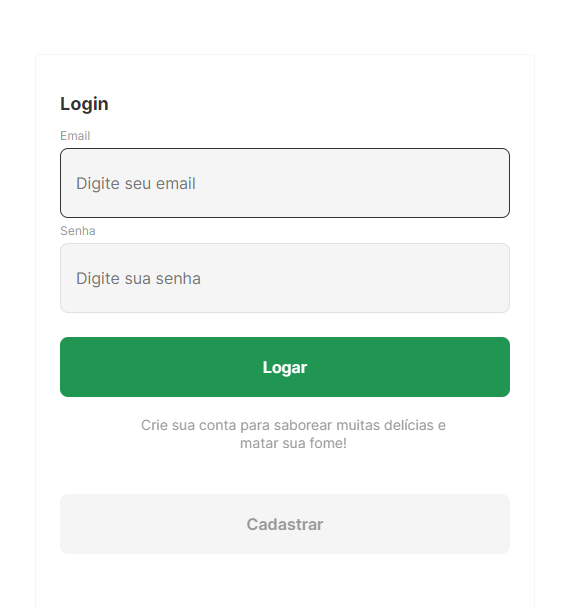 Login
Email
Digite seu email
Senha
Digite sua senha
Logar
Crie sua conta para saborear muitas delícias e
matar sua fome!
Cadastrar